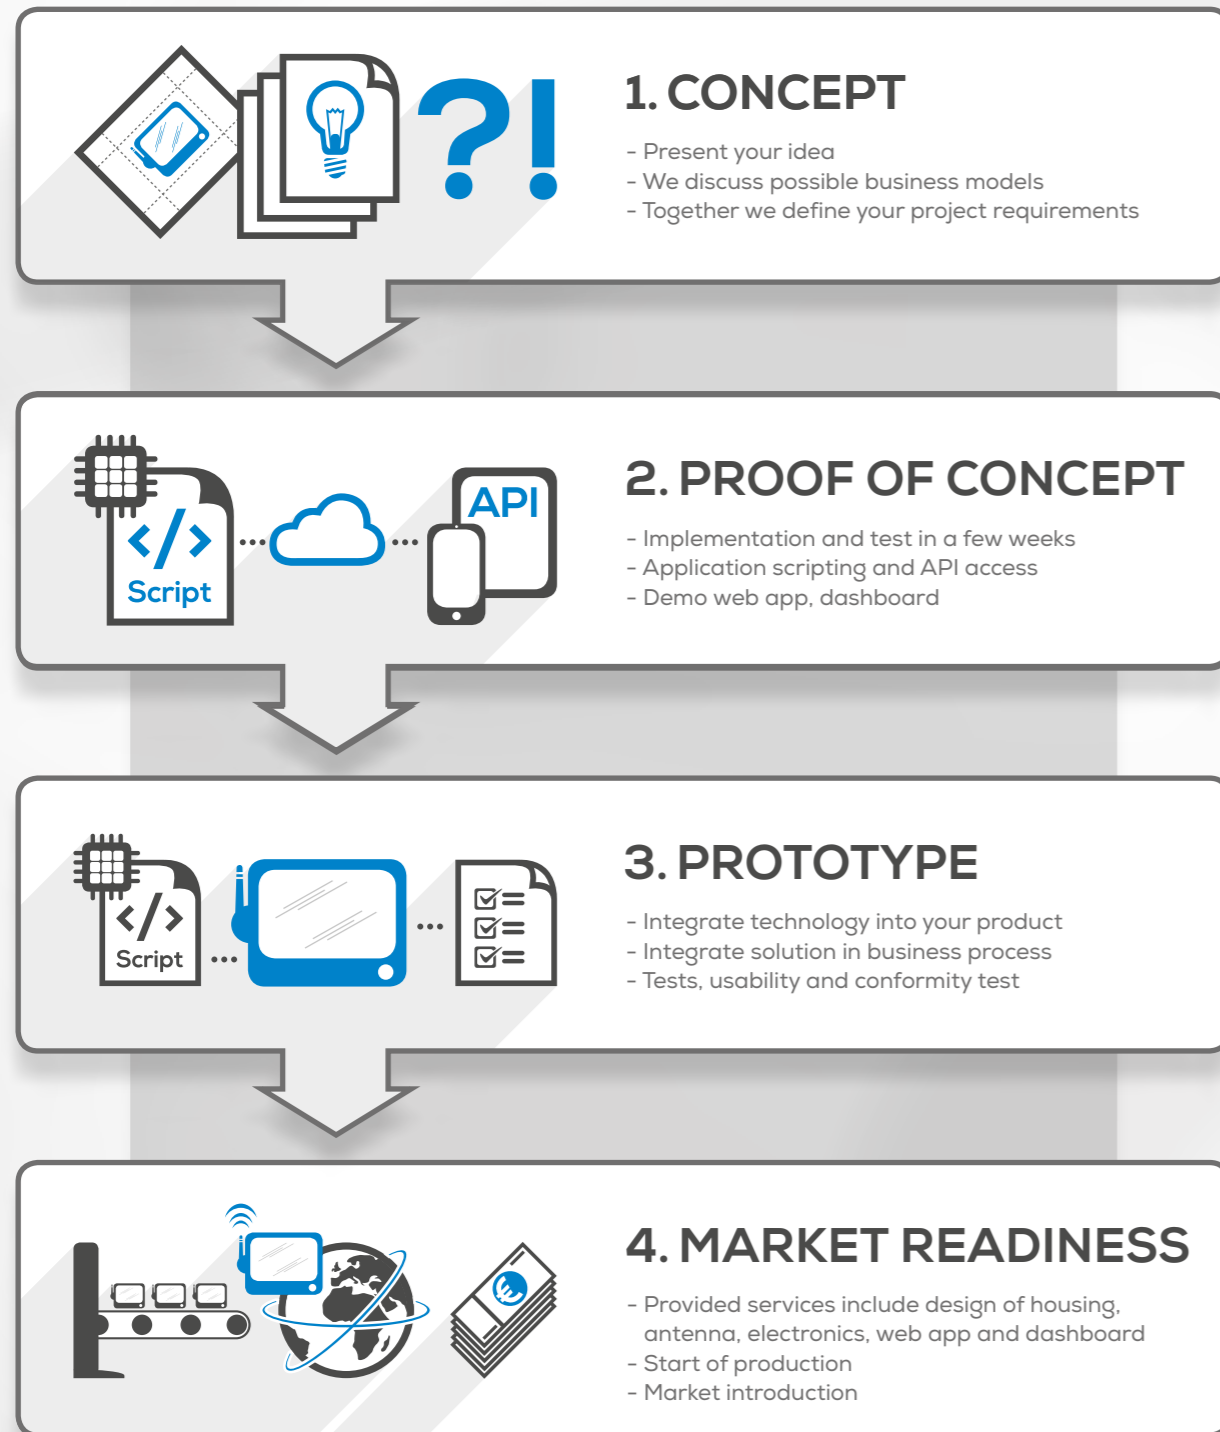 ?!
1. CONCEPT
- Present your idea
- We discuss possible business models
- Together we define your project requirements
</> Script
API
2. PROOF OF CONCEPT
- Implementation and test in a few weeks
- Application scripting and API access
- Demo web app, dashboard
</> Script
3. PROTOTYPE
- Integrate technology into your product
- Integrate solution in business process
- Tests, usability and conformity test
€
4. MARKET READINESS
- Provided services include design of housing,
antenna, electronics, web app and dashboard
- Start of production
- Market introduction